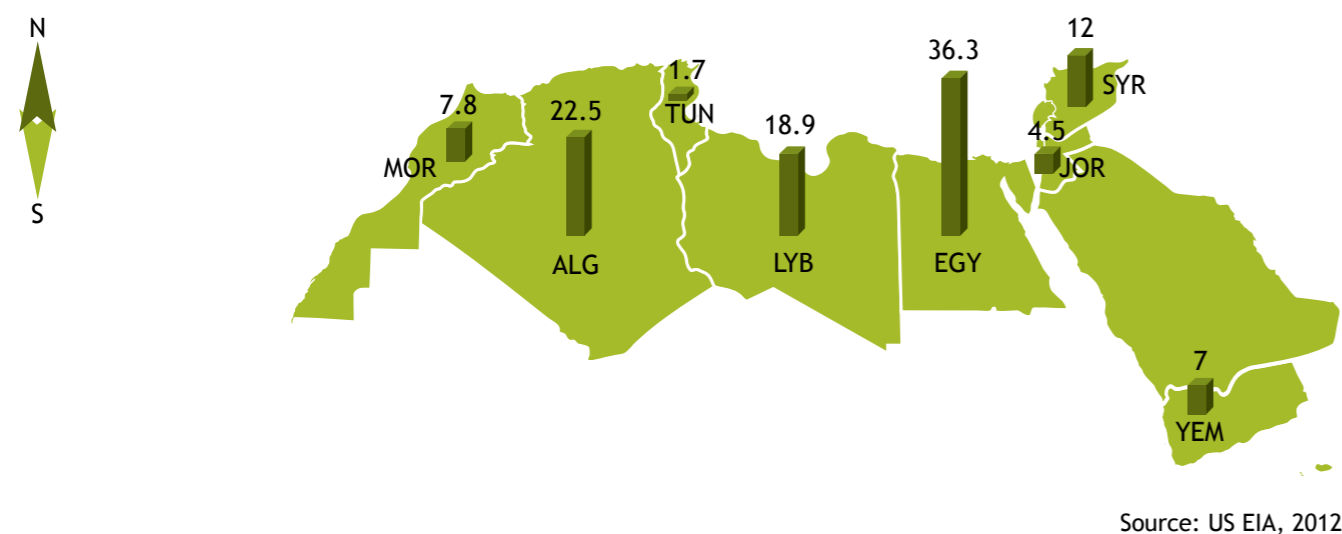 N
S
7.8
MOR
22.5
ALG
1.7
TUN
18.9
LYB
36.3
EGY
12
SYR
4.5
JOR
7
YEM
Source: US EIA, 2012